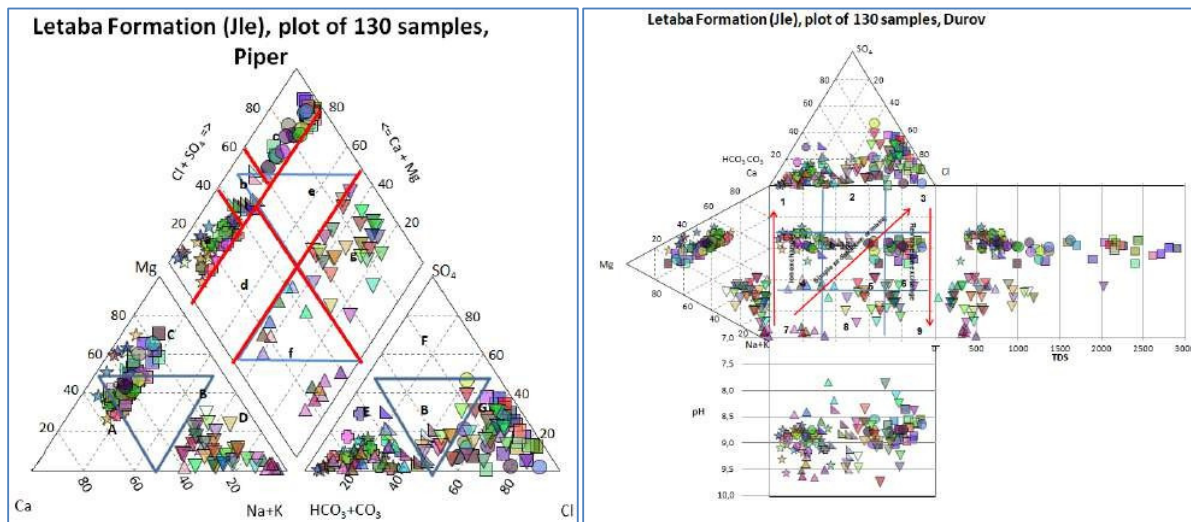 Letaba Formation (Jle), plot of 130 samples,
Piper
80
80
60
60
Cl + SO₄ =>
<= Ca + Mg
40
40
20
20
b
c
e
a
g
d
f
Mg
SO₄
80
80
60
60
40
40
20
20
C
B
D
A
F
E
B
G
80
60
40
20
20
40
60
80
Ca
Na+K
HCO₃+CO₃
Cl
Letaba Formation (Jle), plot of 130 samples, Durov
SO₄
80
20
60
40
40
60
20
80
HCO₃ CO₃
Cl
Ca
80
20
60
40
40
60
20
80
Mg
Na+K
1
2
3
4
5
6
7
8
9
500
1000
1500
2000
2500
3000
TDS
7,0
7,5
8,0
8,5
9,0
9,5
10,0
pH